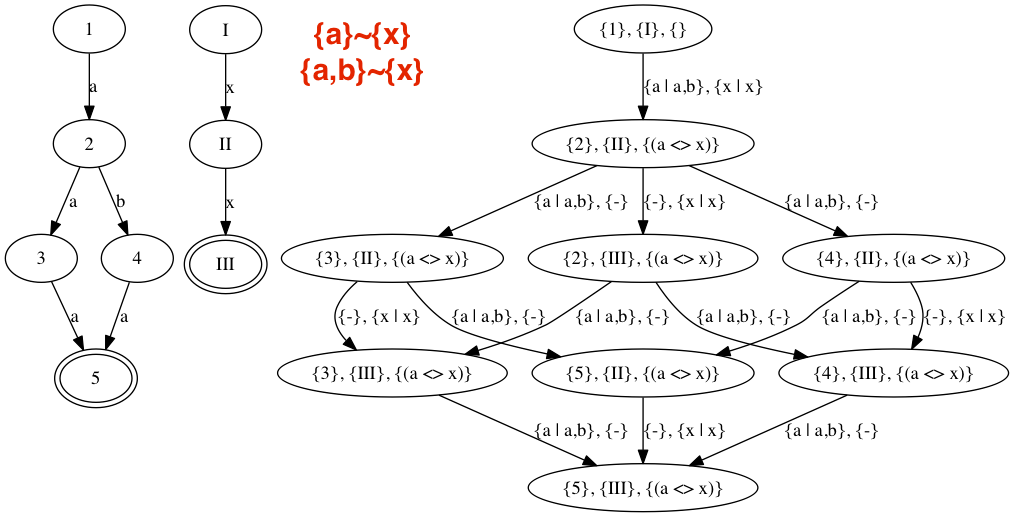 1
I
{a}~{x}
{a,b}~{x}
{1}, {I}, {}
a
x
{a | a,b}, {x | x}
2
II
{2}, {II}, {(a <> x)}
a
b
x
{a | a,b}, {-}
{-}, {x | x}
{a | a,b}, {-}
3
4
III
{3}, {II}, {(a <> x)}
{2}, {III}, {(a <> x)}
{4}, {II}, {(a <> x)}
a
a
{-}, {x | x}
{a | a,b}, {-}
{a | a,b}, {-}
{a | a,b}, {-}
{a | a,b}, {-}
{-}, {x | x}
5
{3}, {III}, {(a <> x)}
{5}, {II}, {(a <> x)}
{4}, {III}, {(a <> x)}
{a | a,b}, {-}
{-}, {x | x}
{a | a,b}, {-}
{5}, {III}, {(a <> x)}